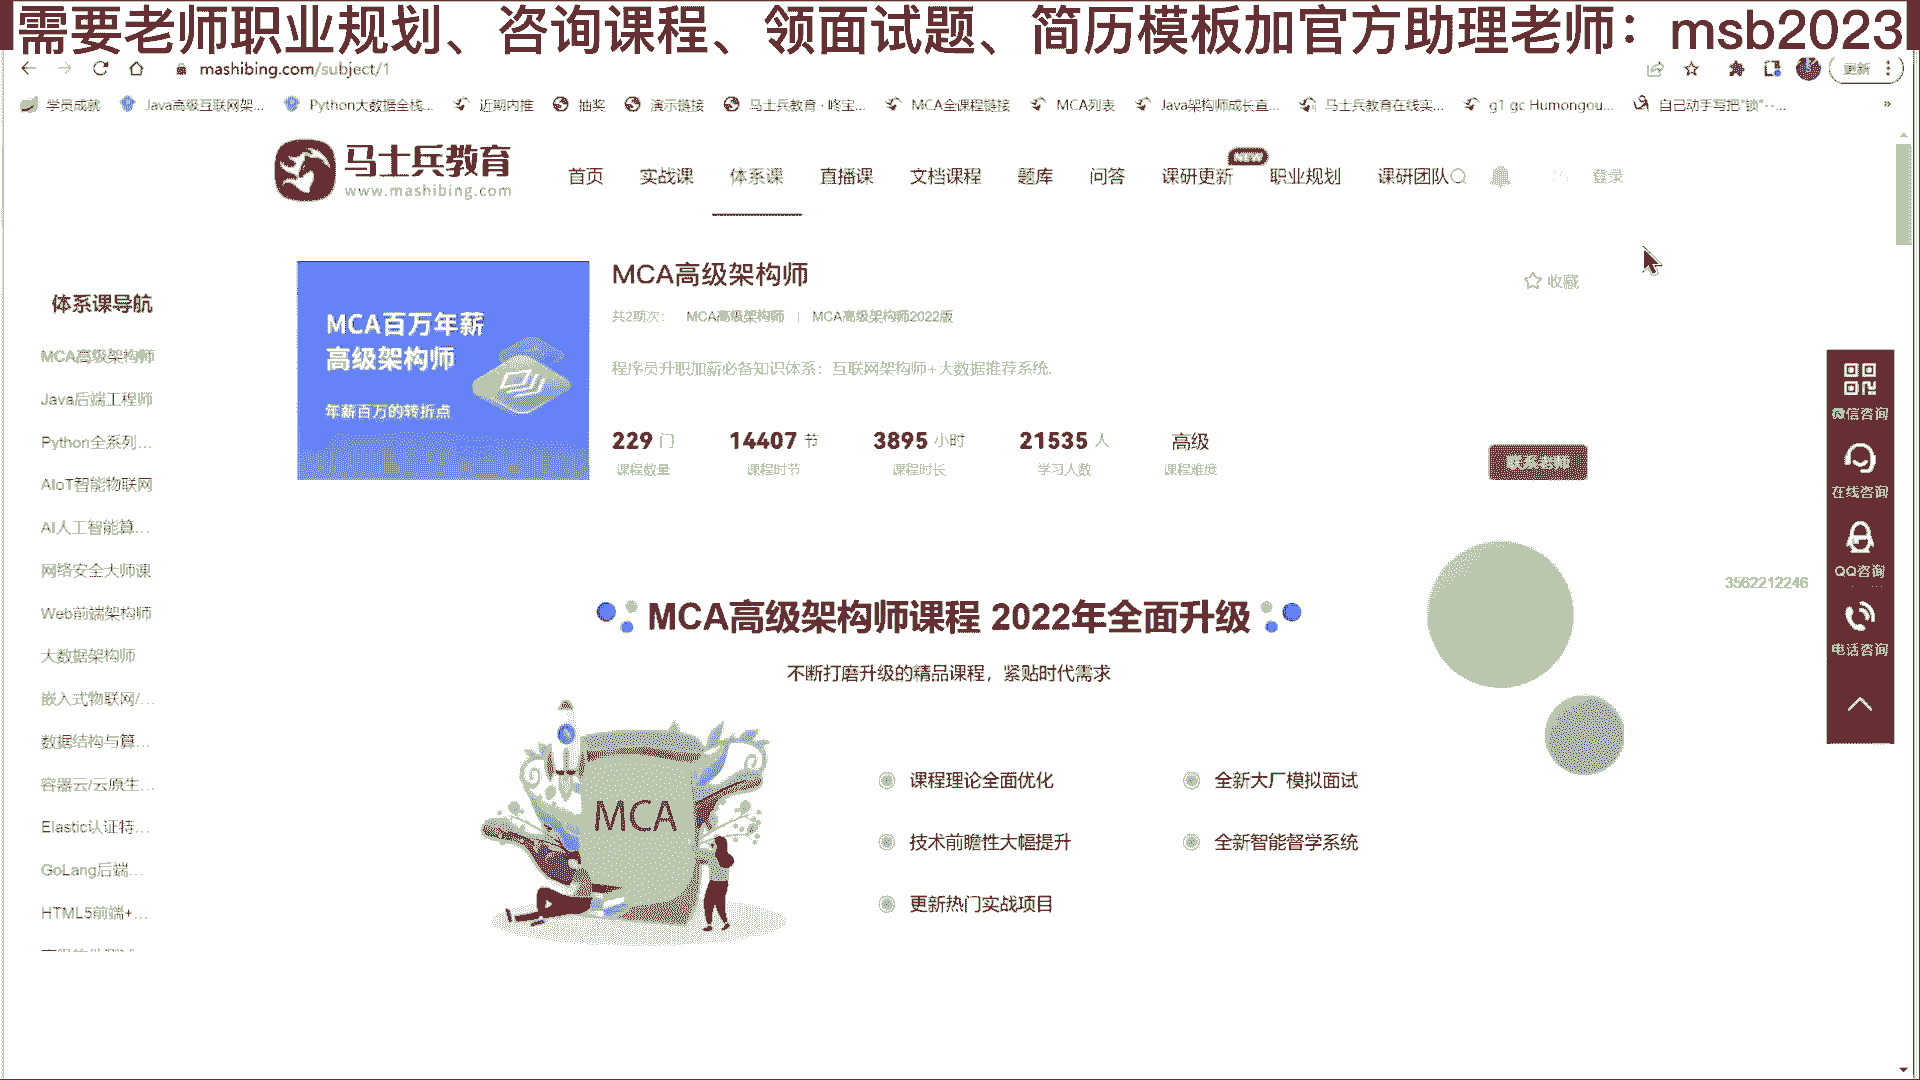 需要老师职业规划、咨询课程、领面试题、简历模板加官方助理老师：msb2023
mashibing.com/subject/1
更新
学员成就 Java高级互联网架... Python大数据全栈... 近期内推 抽奖 演示链接 马士兵教育 · 咚宝... MCA全课程链接 MCA列表 Java架构师成长直... 马士兵教育在线实... g1 gc Humongou... 自己动手写把“锁”--... »
马士兵教育
www.mashibing.com
首页 实战课 体系课 直播课 文档课程 题库 问答 课研更新 NEW 职业规划 课研团队 登录
体系课导航
MCA高级架构师
Java后端工程师
Python全系列...
AIoT智能物联网
AI人工智能算...
网络安全大师课
Web前端架构师
大数据架构师
嵌入式物联网/...
数据结构与算...
容器云/云原生...
Elastic认证特...
GoLang后端...
HTML5前端+...
MCA百万年薪
高级架构师
年薪百万的转折点
MCA高级架构师
收藏
共2期次： MCA高级架构师 | MCA高级架构师2022版
程序员升职加薪必备知识体系：互联网架构师+大数据推荐系统.
229 门 14407 节 3895 小时 21535 人 高级
课程数量 课程时节 课程时长 学习人数 课程难度
联系老师
微信咨询
在线咨询
QQ咨询
3562212246
电话咨询
MCA高级架构师课程 2022年全面升级
不断打磨升级的精品课程，紧贴时代需求
MCA
课程理论全面优化 全新大厂模拟面试
技术前瞻性大幅提升 全新智能督学系统
更新热门实战项目